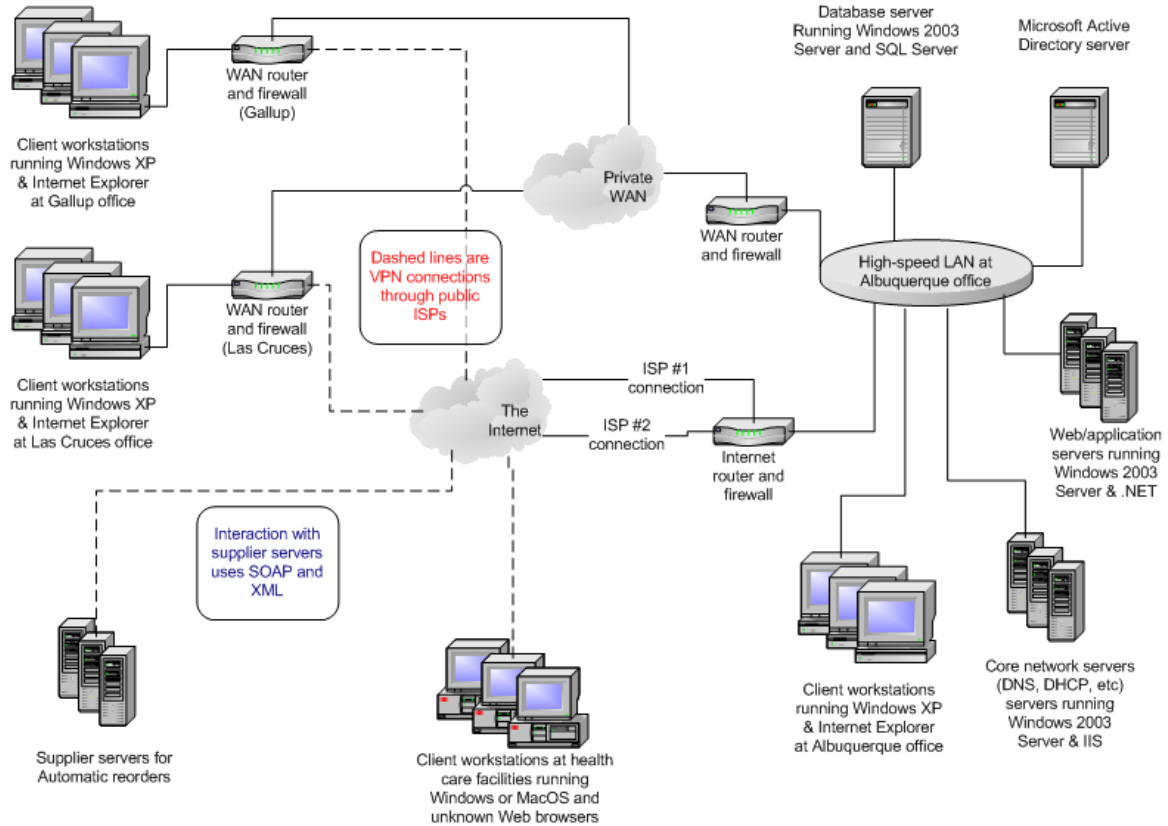 Database server
Running Windows 2003
Server and SQL Server
Microsoft Active
Directory server
WAN router
and firewall
(Gallup)
Client workstations
running Windows XP
& Internet Explorer
at Gallup office
Private
WAN
WAN router
and firewall
High-speed LAN at
Albuquerque office
Dashed lines are
VPN connections
through public
ISPs
WAN router
and firewall
(Las Cruces)
Client workstations
running Windows XP
& Internet Explorer
at Las Cruces office
The
Internet
ISP #1
connection
ISP #2
connection
Internet
router and
firewall
Web/application
servers running
Windows 2003
Server & .NET
Interaction with
supplier servers
uses SOAP and
XML
Supplier servers for
Automatic reorders
Client workstations at health
care facilities running
Windows or MacOS and
unknown Web browsers
Client workstations
running Windows XP
& Internet Explorer
at Albuquerque office
Core network servers
(DNS, DHCP, etc)
servers running
Windows 2003
Server & IIS